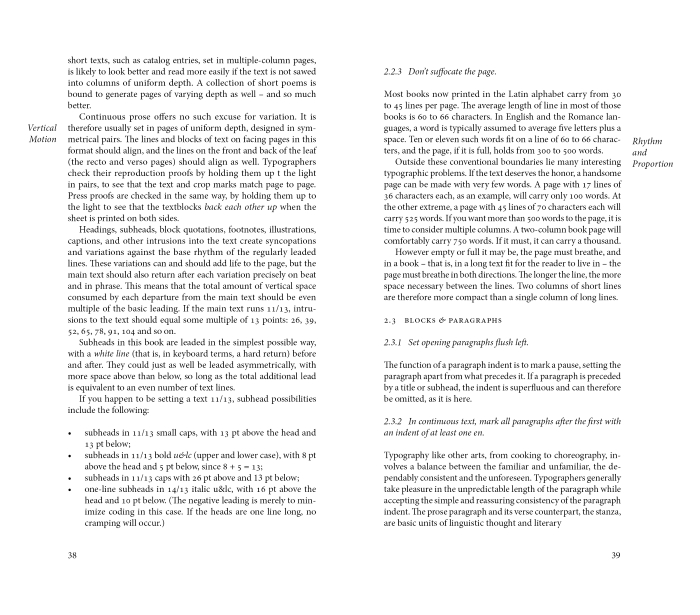 short texts, such as catalog entries, set in multiple-column pages,
is likely to look better and read more easily if the text is not sawed
into columns of uniform depth. A collection of short poems is
bound to generate pages of varying depth as well – and so much
better.
Continuous prose offers no such excuse for variation. It is
therefore usually set in pages of uniform depth, designed in sym-
metrical pairs. The lines and blocks of text on facing pages in this
format should align, and the lines on the front and back of the leaf
(the recto and verso pages) should align as well. Typographers
check their reproduction proofs by holding them up t the light
in pairs, to see that the text and crop marks match page to page.
Press proofs are checked in the same way, by holding them up to
the light to see that the textblocks back each other up when the
sheet is printed on both sides.
Headings, subheads, block quotations, footnotes, illustrations,
captions, and other intrusions into the text create syncopations
and variations against the base rhythm of the regularly leaded
lines. These variations can and should add life to the page, but the
main text should also return after each variation precisely on beat
and in phrase. This means that the total amount of vertical space
consumed by each departure from the main text should be even
multiple of the basic leading. If the main text runs 11/13, intru-
sions to the text should equal some multiple of 13 points: 26, 39,
52, 65, 78, 91, 104 and so on.
Subheads in this book are leaded in the simplest possible way,
with a white line (that is, in keyboard terms, a hard return) before
and after. They could just as well be leaded asymmetrically, with
more space above than below, so long as the total additional lead
is equivalent to an even number of text lines.
If you happen to be setting a text 11/13, subhead possibilities
include the following:
• subheads in 11/13 small caps, with 13 pt above the head and
13 pt below;
• subheads in 11/13 bold u&lc (upper and lower case), with 8 pt
above the head and 5 pt below, since 8 + 5 = 13;
• subheads in 11/13 caps with 26 pt above and 13 pt below;
• one-line subheads in 14/13 italic u&lc, with 16 pt above the
head and 10 pt below. (The negative leading is merely to min-
imize coding in this case. If the heads are one line long, no
cramping will occur.)
Vertical
Motion
38
2.2.3 Don't suffocate the page.
Most books now printed in the Latin alphabet carry from 30
to 45 lines per page. The average length of line in most of those
books is 60 to 66 characters. In English and the Romance lan-
guages, a word is typically assumed to average five letters plus a
space. Ten or eleven such words fit on a line of 60 to 66 charac-
ters, and the page, if it is full, holds from 300 to 500 words.
Outside these conventional boundaries lie many interesting
typographic problems. If the text deserves the honor, a handsome
page can be made with very few words. A page with 17 lines of
36 characters each, as an example, will carry only 100 words. At
the other extreme, a page with 45 lines of 70 characters each will
carry 525 words. If you want more than 500 words to the page, it is
time to consider multiple columns. A two-column book page will
comfortably carry 750 words. If it must, it can carry a thousand.
However empty or full it may be, the page must breathe, and
in a book – that is, in a long text fit for the reader to live in – the
page must breathe in both directions. The longer the line, the more
space necessary between the lines. Two columns of short lines
are therefore more compact than a single column of long lines.
2.3 BLOCKS & PARAGRAPHS
2.3.1 Set opening paragraphs flush left.
The function of a paragraph indent is to mark a pause, setting the
paragraph apart from what precedes it. If a paragraph is preceded
by a title or subhead, the indent is superfluous and can therefore
be omitted, as it is here.
2.3.2 In continuous text, mark all paragraphs after the first with
an indent of at least one en.
Typography like other arts, from cooking to choreography, in-
volves a balance between the familiar and unfamiliar, the de-
pendably consistent and the unforeseen. Typographers generally
take pleasure in the unpredictable length of the paragraph while
accepting the simple and reassuring consistency of the paragraph
indent. The prose paragraph and its verse counterpart, the stanza,
are basic units of linguistic thought and literary
Rhythm
and
Proportion
39